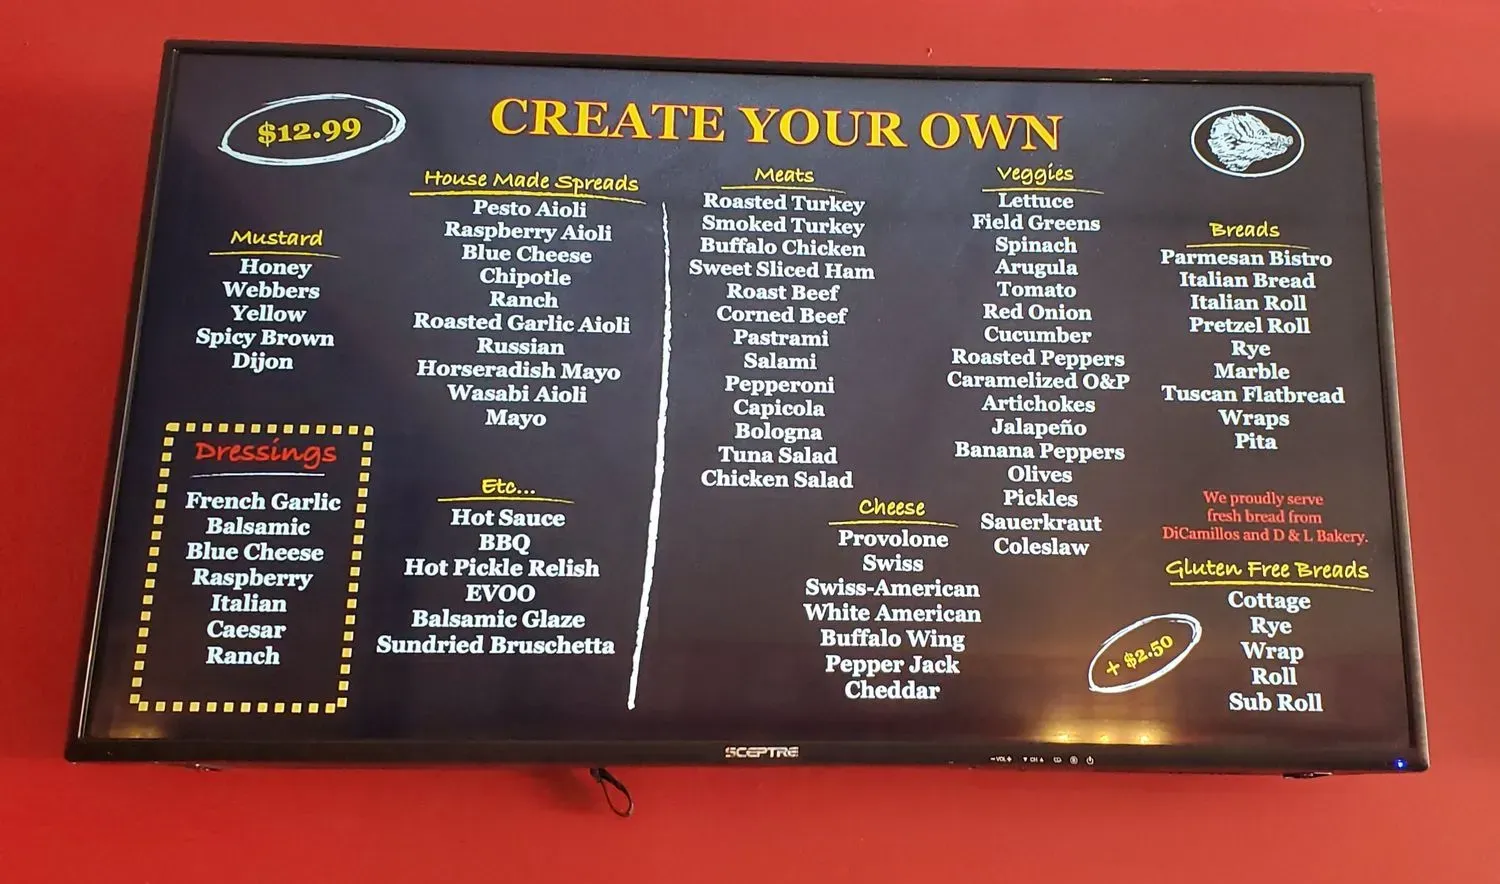 $12.99
CREATE YOUR OWN
Mustard
Honey
Webbers
Yellow
Spicy Brown
Dijon
Dressings
French Garlic
Balsamic
Blue Cheese
Raspberry
Italian
Caesar
Ranch
House Made Spreads
Pesto Aioli
Raspberry Aioli
Blue Cheese
Chipotle
Ranch
Roasted Garlic Aioli
Russian
Horseradish Mayo
Wasabi Aioli
Mayo
Etc...
Hot Sauce
BBQ
Hot Pickle Relish
EVOO
Balsamic Glaze
Sundried Bruschetta
Meats
Roasted Turkey
Smoked Turkey
Buffalo Chicken
Sweet Sliced Ham
Roast Beef
Corned Beef
Pastrami
Salami
Pepperoni
Capicola
Bologna
Tuna Salad
Chicken Salad
Cheese
Provolone
Swiss
Swiss-American
White American
Buffalo Wing
Pepper Jack
Cheddar
Veggies
Lettuce
Field Greens
Spinach
Arugula
Tomato
Red Onion
Cucumber
Roasted Peppers
Caramelized O&P
Artichokes
Jalapeño
Banana Peppers
Olives
Pickles
Sauerkraut
Coleslaw
Breads
Parmesan Bistro
Italian Bread
Italian Roll
Pretzel Roll
Rye
Marble
Tuscan Flatbread
Wraps
Pita
We proudly serve
fresh bread from
DiCamillos and D & L Bakery.
Gluten Free Breads
+ $2.50
Cottage
Rye
Wrap
Roll
Sub Roll
SCEPTRE
- VOL + ▼ CH ▲